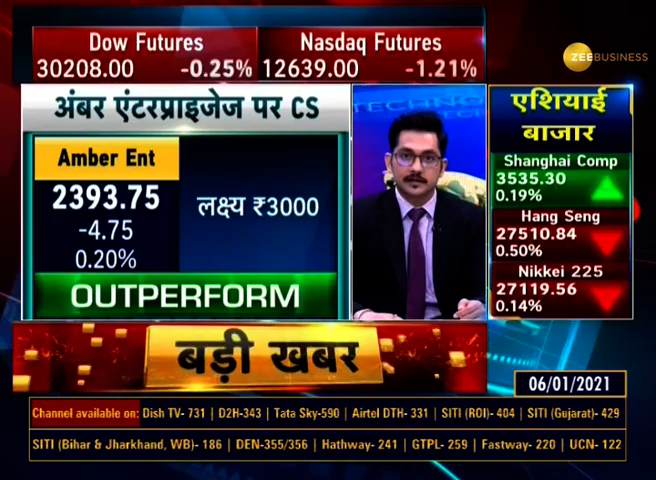 Dow Futures
30208.00 -0.25%
Nasdaq Futures
12639.00 -1.21%
ZEE BUSINESS
अंबर एंटरप्राइजेज पर CS
Amber Ent
2393.75
-4.75
0.20%
लक्ष्य ₹3000
OUTPERFORM
TECHNO
एशियाई
बाजार
Shanghai Comp
3535.30
0.19%
Hang Seng
27510.84
0.50%
Nikkei 225
27119.56
0.14%
बड़ी खबर
06/01/2021
Channel available on: Dish TV- 731 | D2H-343 | Tata Sky-590 | Airtel DTH- 331 | SITI (ROI)- 404 | SITI (Gujarat)- 429
SITI (Bihar & Jharkhand, WB)- 186 | DEN-355/356 | Hathway- 241 | GTPL- 259 | Fastway- 220 | UCN- 122